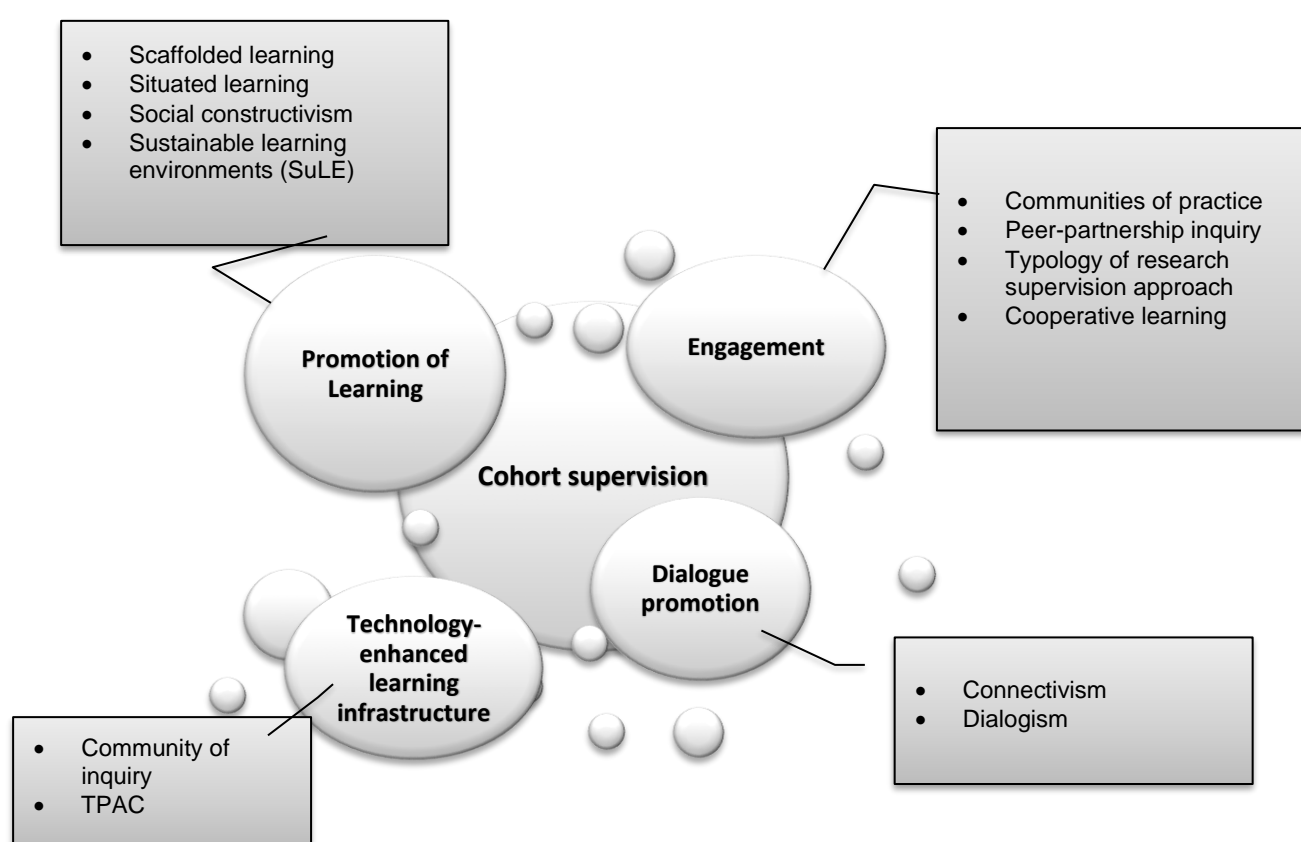 • Scaffolded learning
• Situated learning
• Social constructivism
• Sustainable learning
environments (SuLE)
• Communities of practice
• Peer-partnership inquiry
• Typology of research
supervision approach
• Cooperative learning
Promotion of
Learning
Engagement
Cohort supervision
Dialogue
promotion
Technology-
enhanced
learning
infrastructure
• Connectivism
• Dialogism
• Community of
inquiry
• TPAC